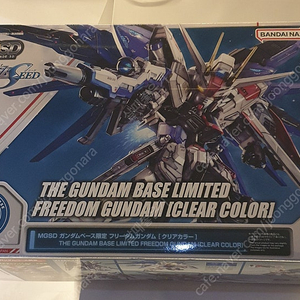 BANDAI NAM
SEED
THE GUNDAM BASE LIMITED
FREEDOM GUNDAM [CLEAR COLOR]
MGSD ガンダムベース限定 フリーダムガンダム [クリアカラー]
THE GUNDAM BASE LIMITED FREEDOM GUNDAM [CLEAR COLOR]